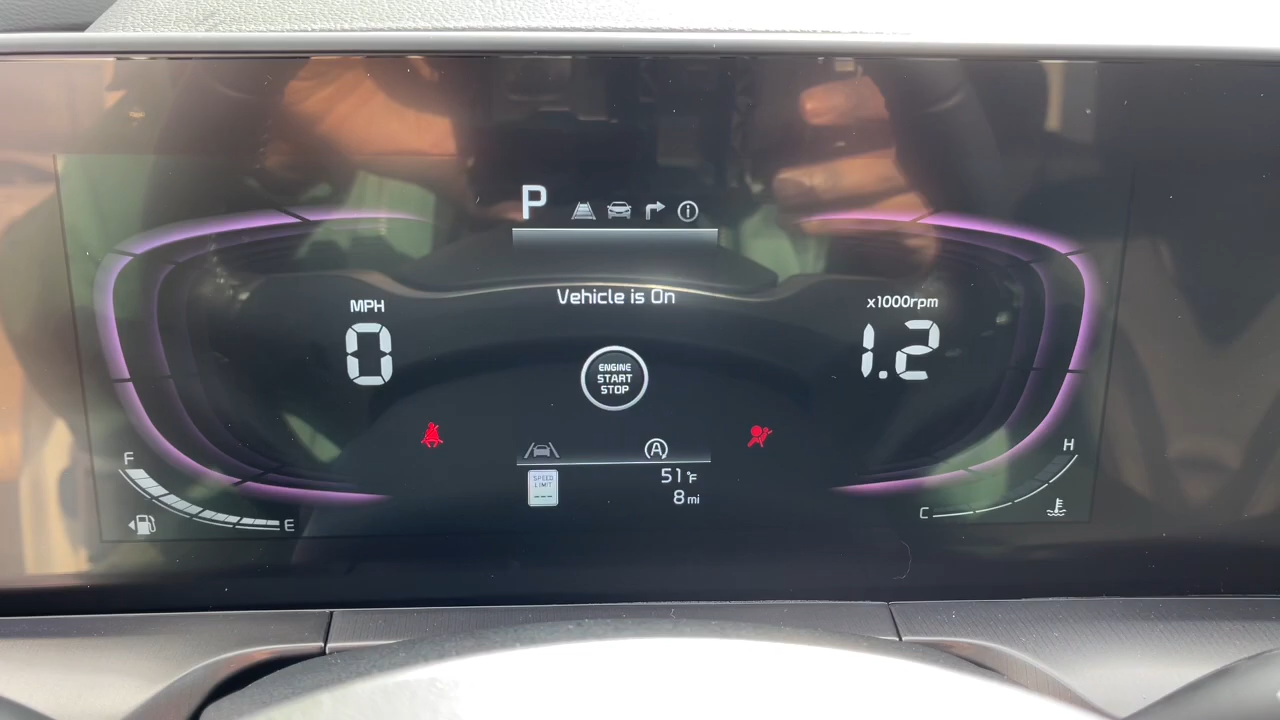 P
Vehicle is On
MPH
0
x1000rpm
1.2
ENGINE
START
STOP
A
SPEED
LIMIT
---
51°F
8 mi
F
E
H
C